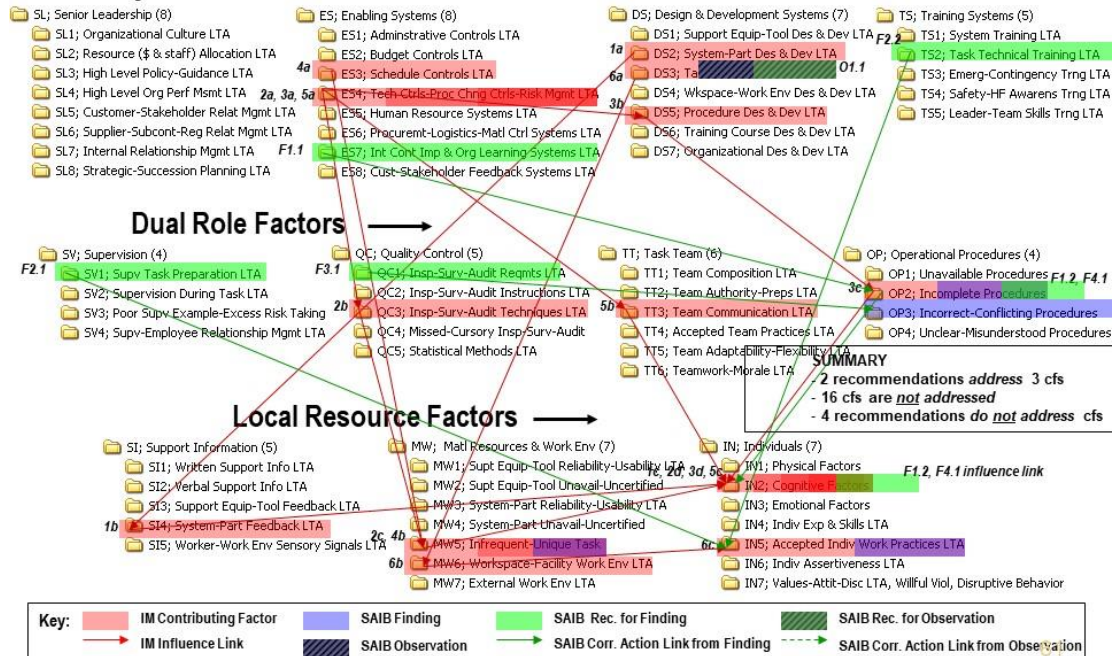 SL; Senior Leadership (8)
SL1; Organizational Culture LTA
SL2; Resource ($ & staff) Allocation LTA
SL3; High Level Policy-Guidance LTA
SL4; High Level Org Perf Msmt LTA
SL5; Customer-Stakeholder Relat Mgmt LTA
SL6; Supplier-Subcont-Reg Relat Mgmt LTA
SL7; Internal Relationship Mgmt LTA
SL8; Strategic-Succession Planning LTA
ES; Enabling Systems (8)
ES1; Adminstrative Controls LTA
ES2; Budget Controls LTA
4a
ES3; Schedule Controls LTA
2a, 3a, 5a
ES4; Tech Ctrls-Proc Chng Ctrls-Risk Mgmt LTA
ES5; Human Resource Systems LTA
ES6; Procuremt-Logistics-Matl Ctrl Systems LTA
F1.1
ES7; Int Cont Imp & Org Learning Systems LTA
ES8; Cust-Stakeholder Feedback Systems LTA
DS; Design & Development Systems (7)
DS1; Support Equip-Tool Des & Dev LTA
1a
DS2; System-Part Des & Dev LTA
6a
DS3; Ta
O1.1
DS4; Wkspace-Work Env Des & Dev LTA
3b
DS5; Procedure Des & Dev LTA
DS6; Training Course Des & Dev LTA
DS7; Organizational Des & Dev LTA
TS; Training Systems (5)
TS1; System Training LTA
F2.2
TS2; Task Technical Training LTA
TS3; Emerg-Contingency Trng LTA
TS4; Safety-HF Awarens Trng LTA
TS5; Leader-Team Skills Trng LTA
Dual Role Factors
SV; Supervision (4)
F2.1
SV1; Supv Task Preparation LTA
SV2; Supervision During Task LTA
SV3; Poor Supv Example-Excess Risk Taking
SV4; Supv-Employee Relationship Mgmt LTA
QC; Quality Control (5)
F3.1
QC1; Insp-Surv-Audit Reqmts LTA
QC2; Insp-Surv-Audit Instructions LTA
2b
QC3; Insp-Surv-Audit Techniques LTA
QC4; Missed-Cursory Insp-Surv-Audit
QC5; Statistical Methods LTA
TT; Task Team (6)
TT1; Team Composition LTA
TT2; Team Authority-Preps LTA
5b
TT3; Team Communication LTA
TT4; Accepted Team Practices LTA
TT5; Team Adaptability-Flexibility LTA
TT6; Teamwork-Morale LTA
OP; Operational Procedures (4)
OP1; Unavailable Procedures
F1.2, F4.1
3c
OP2; Incomplete Procedures
OP3; Incorrect-Conflicting Procedures
OP4; Unclear-Misunderstood Procedures
SUMMARY
- 2 recommendations address 3 cfs
- 16 cfs are not addressed
- 4 recommendations do not address cfs
Local Resource Factors
SI; Support Information (5)
SI1; Written Support Info LTA
SI2; Verbal Support Info LTA
SI3; Support Equip-Tool Feedback LTA
1b
SI4; System-Part Feedback LTA
SI5; Worker-Work Env Sensory Signals LTA
MW; Matl Resources & Work Env (7)
MW1; Supt Equip-Tool Reliability-Usability LTA
MW2; Supt Equip-Tool Unavail-Uncertified
MW3; System-Part Reliability-Usability LTA
MW4; System-Part Unavail-Uncertified
2c, 4b
MW5; Infrequent-Unique Task
6b
MW6; Workspace-Facility Work Env LTA
MW7; External Work Env LTA
IN; Individuals (7)
1c, 2d, 3d, 5c
IN1; Physical Factors
F1.2, F4.1 influence link
IN2; Cognitive Factors
IN3; Emotional Factors
IN4; Indiv Exp & Skills LTA
6c
IN5; Accepted Indiv Work Practices LTA
IN6; Indiv Assertiveness LTA
IN7; Values-Attit-Disc LTA, Willful Viol, Disruptive Behavior
Key:
IM Contributing Factor
SAIB Finding
SAIB Rec. for Finding
SAIB Rec. for Observation
IM Influence Link
SAIB Observation
SAIB Corr. Action Link from Finding
SAIB Corr. Action Link from Observation